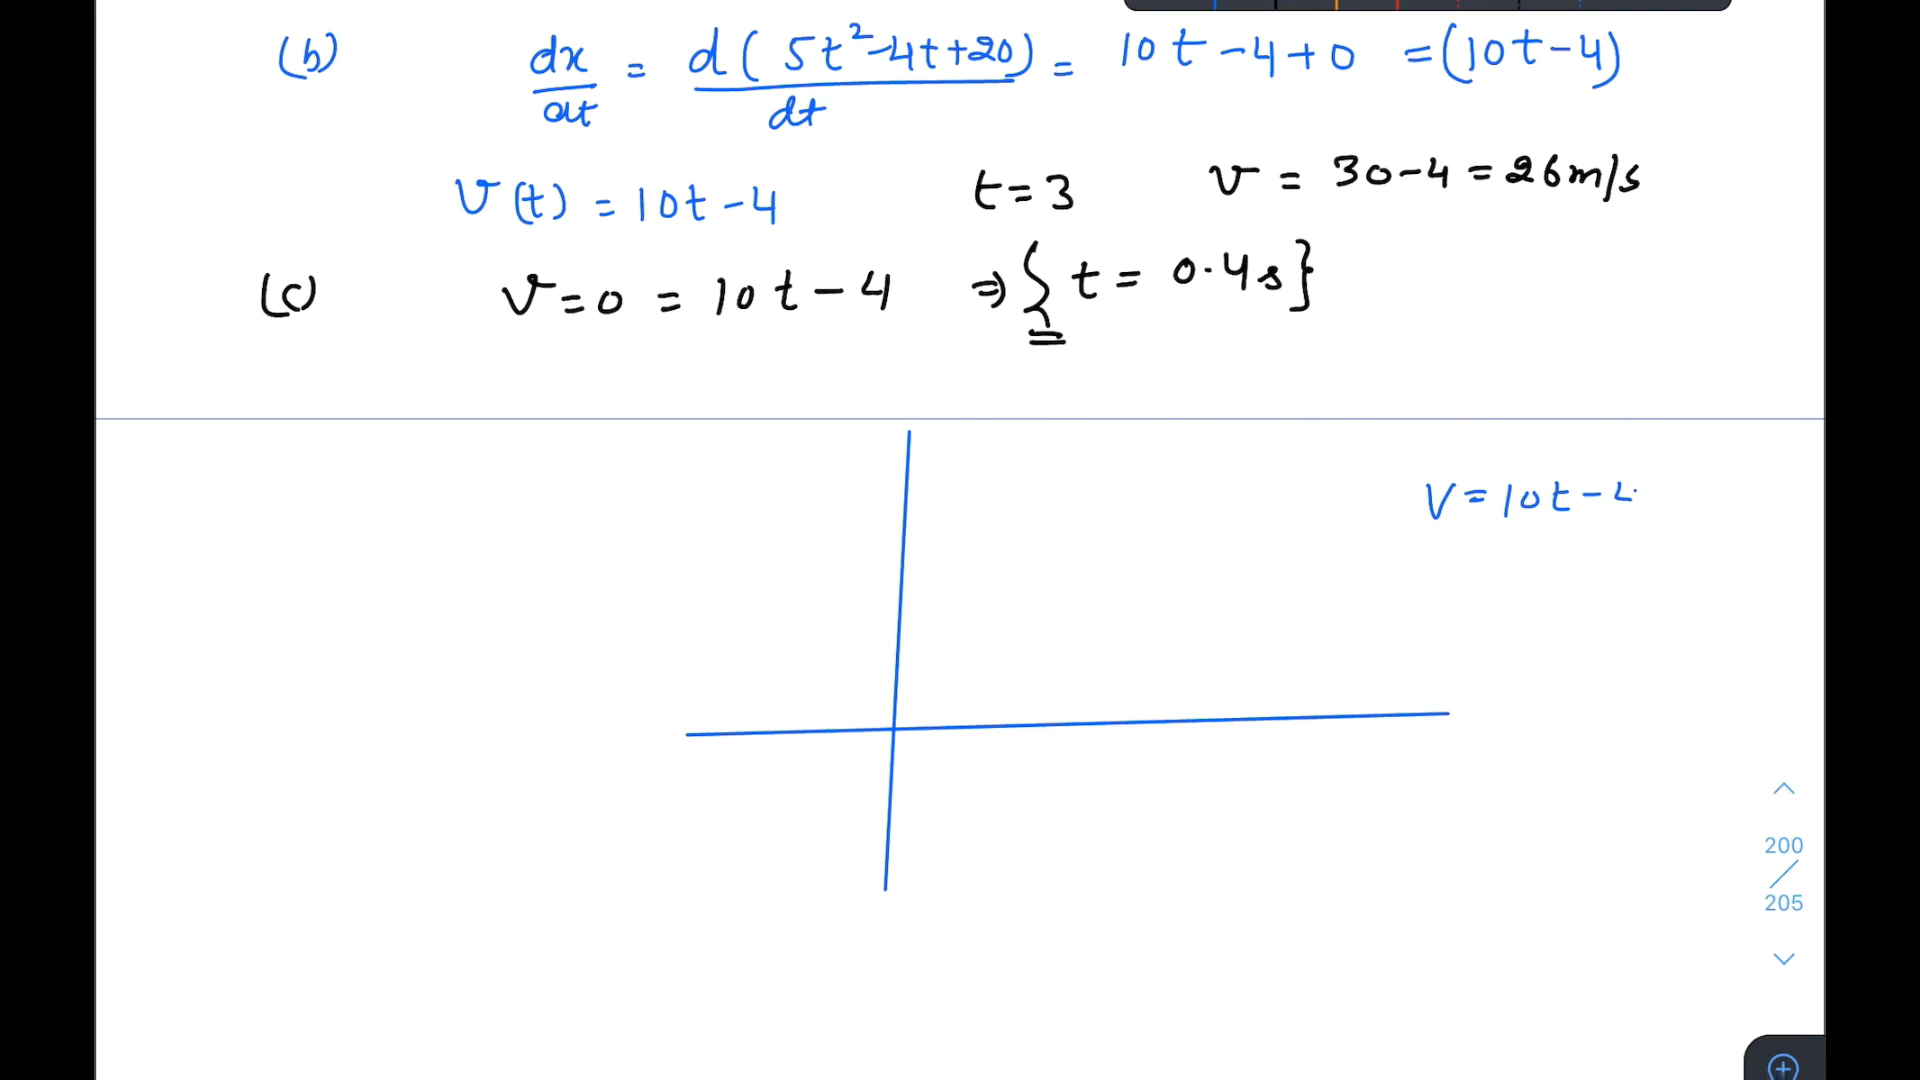 (b) dx/dt = d(5t²-4t+20)/dt = 10t-4+0 =(10t-4)
v(t) = 10t-4 t=3 v = 30-4 = 26m/s
(c) v=0 = 10t-4 ⇒ { t = 0.4s }
V=10t-
200
/
205